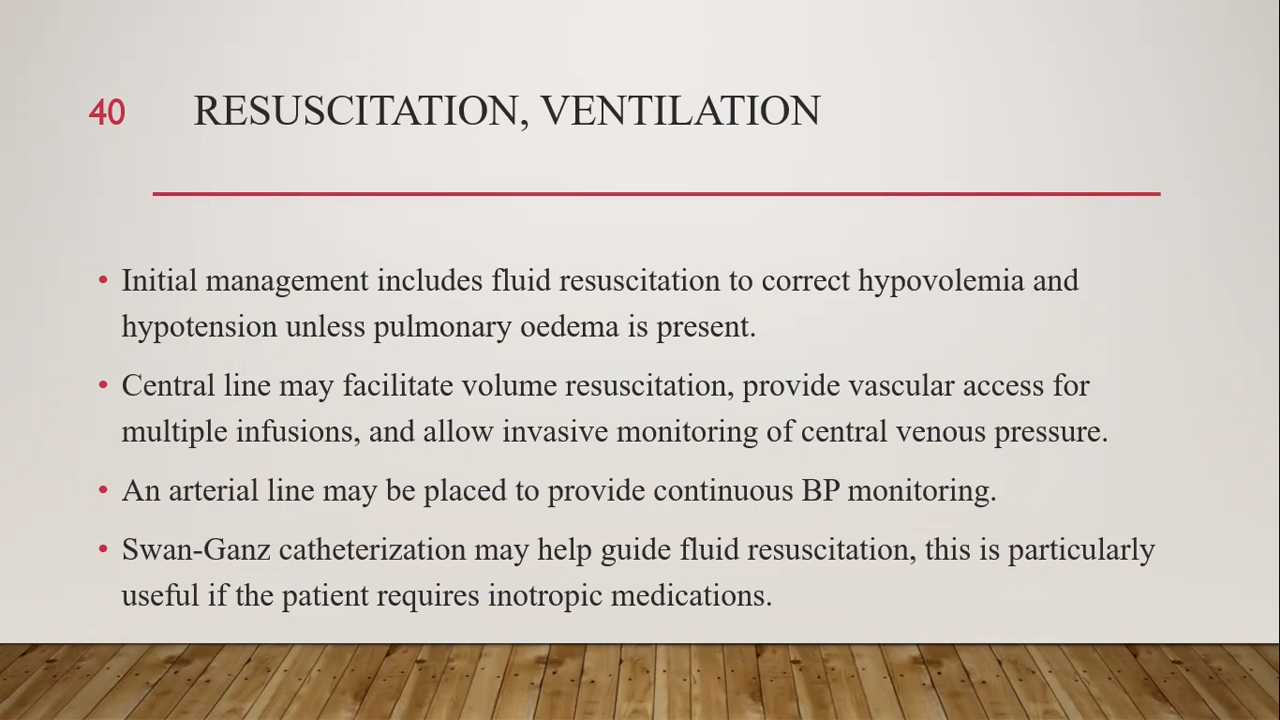 40 RESUSCITATION, VENTILATION
• Initial management includes fluid resuscitation to correct hypovolemia and
hypotension unless pulmonary oedema is present.
• Central line may facilitate volume resuscitation, provide vascular access for
multiple infusions, and allow invasive monitoring of central venous pressure.
• An arterial line may be placed to provide continuous BP monitoring.
• Swan-Ganz catheterization may help guide fluid resuscitation, this is particularly
useful if the patient requires inotropic medications.